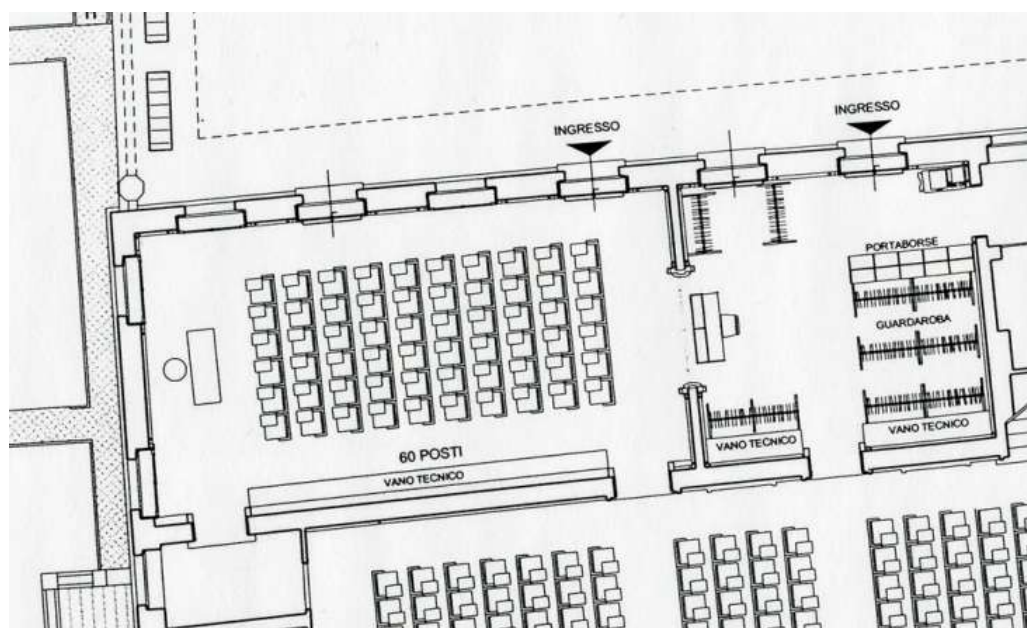 INGRESSO
INGRESSO
PORTABORSE
GUARDAROBA
VANO TECNICO
VANO TECNICO
60 POSTI
VANO TECNICO